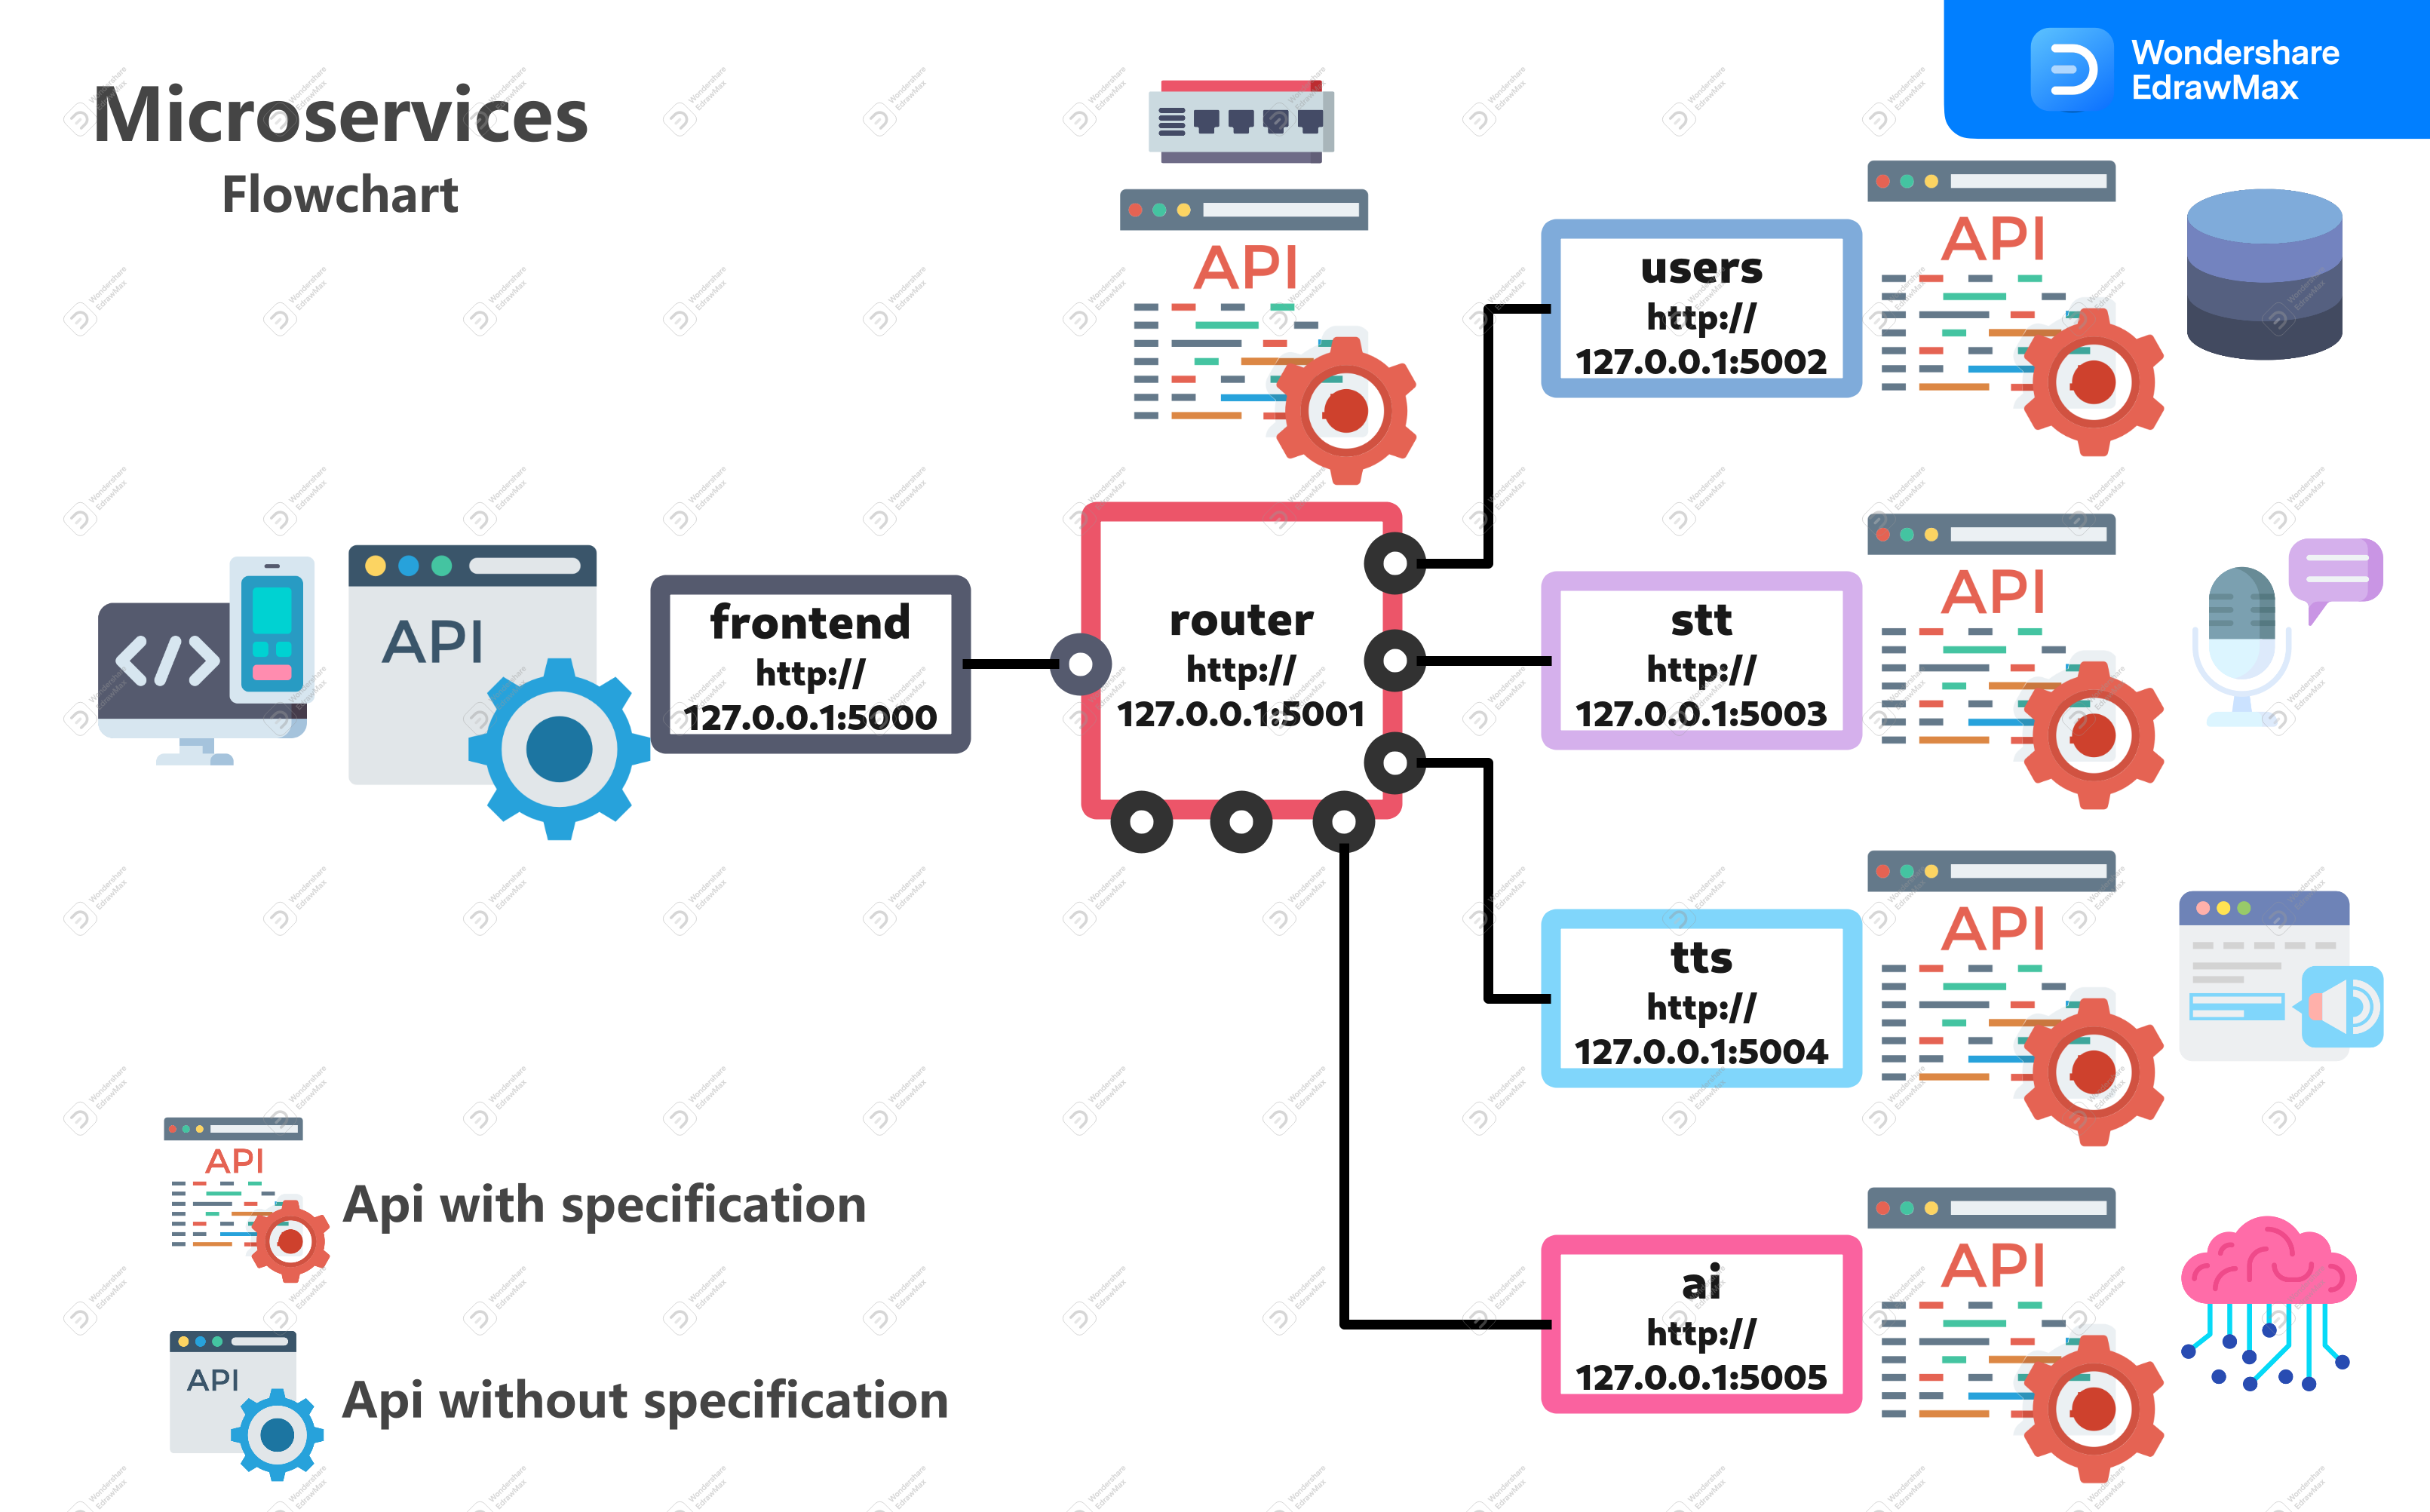 Microservices
Flowchart
Wondershare
EdrawMax
API
users
http://
127.0.0.1:5002
API
API
frontend
http://
127.0.0.1:5000
router
http://
127.0.0.1:5001
stt
http://
127.0.0.1:5003
API
tts
http://
127.0.0.1:5004
API
ai
http://
127.0.0.1:5005
API
API
Api with specification
API
Api without specification